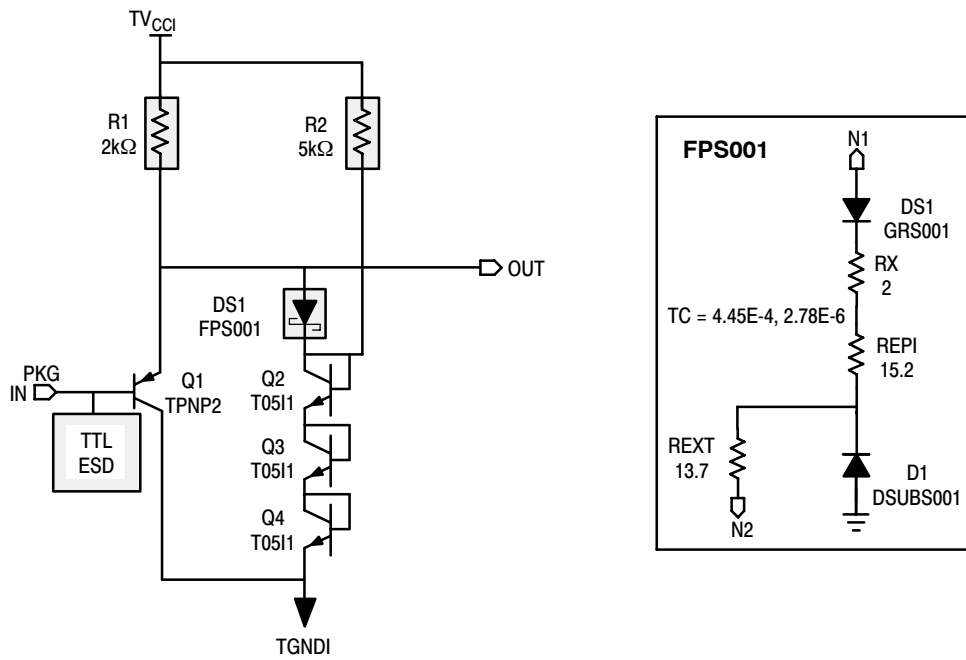 TVCCI
R1
2kΩ
R2
5kΩ
OUT
DS1
FPS001
PKG
IN
Q1
TPNP2
TTL
ESD
Q2
T05I1
Q3
T05I1
Q4
T05I1
TGNDI
FPS001
N1
DS1
GRS001
RX
2
TC = 4.45E-4, 2.78E-6
REPI
15.2
REXT
13.7
D1
DSUBS001
N2